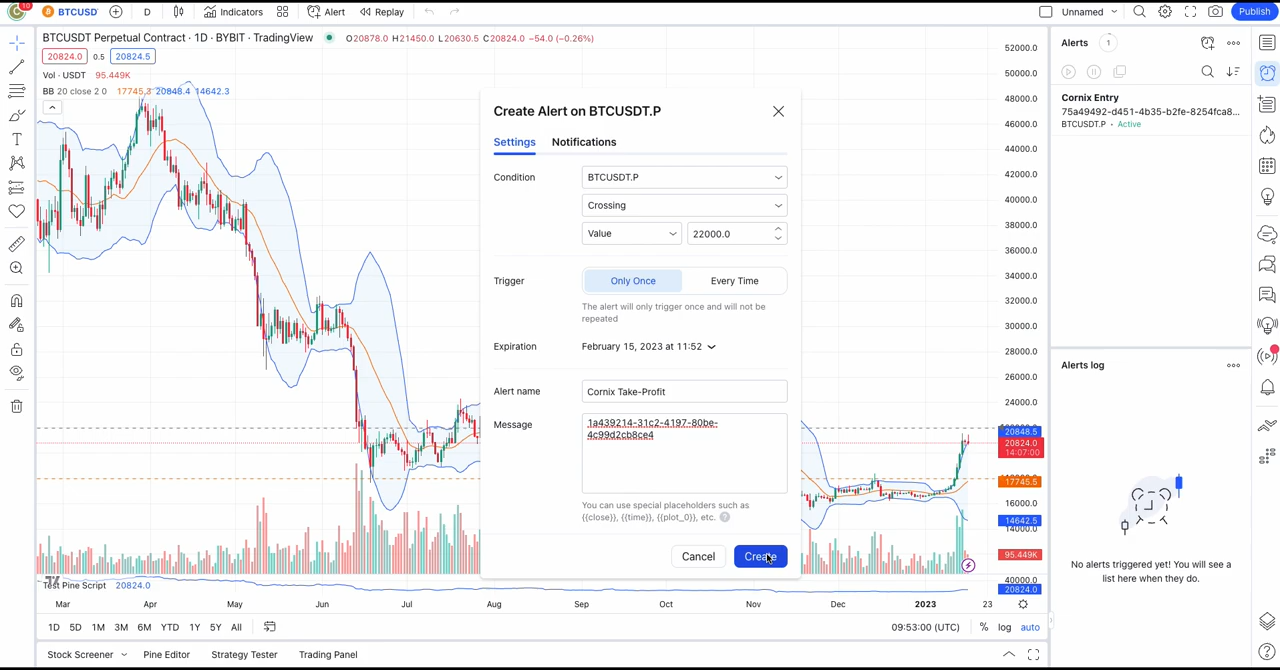 10
BTCUSD
D
Indicators
Alert
Replay
Unnamed
Publish
BTCUSDT Perpetual Contract · 1D · BYBIT · TradingView
O20878.0 H21450.0 L20630.5 C20824.0 −54.0 (−0.26%)
20824.0 0.5 20824.5
Vol · USDT 95.449K
BB 20 close 2 0 17745.5 20848.4 14642.3
52000.0
50000.0
48000.0
46000.0
44000.0
42000.0
40000.0
38000.0
36000.0
34000.0
32000.0
30000.0
28000.0
26000.0
24000.0
20848.5
20824.0
14:07:00
17745.5
16000.0
14642.5
14000.0
95.449K
40000.0
20824.0
Create Alert on BTCUSDT.P
Settings
Notifications
Condition
BTCUSDT.P
Crossing
Value
22000.0
Trigger
Only Once
Every Time
The alert will only trigger once and will not be
repeated
Expiration
February 15, 2023 at 11:52
Alert name
Cornix Take-Profit
Message
1a439214-31c2-4197-80be-
4c99d2cb8ce4
You can use special placeholders such as
{{close}}, {{time}}, {{plot_0}}, etc. ?
Cancel
Create
Test Pine Script 20824.0
Mar
Apr
May
Jun
Jul
Aug
Sep
Oct
Nov
Dec
2023
23
1D 5D 1M 3M 6M YTD 1Y 5Y All
09:53:00 (UTC)
% log auto
Stock Screener
Pine Editor
Strategy Tester
Trading Panel
Alerts
1
Cornix Entry
75a49492-d451-4b35-b2fe-8254fca8...
BTCUSDT.P • Active
Alerts log
No alerts triggered yet! You will see a
list here when they do.